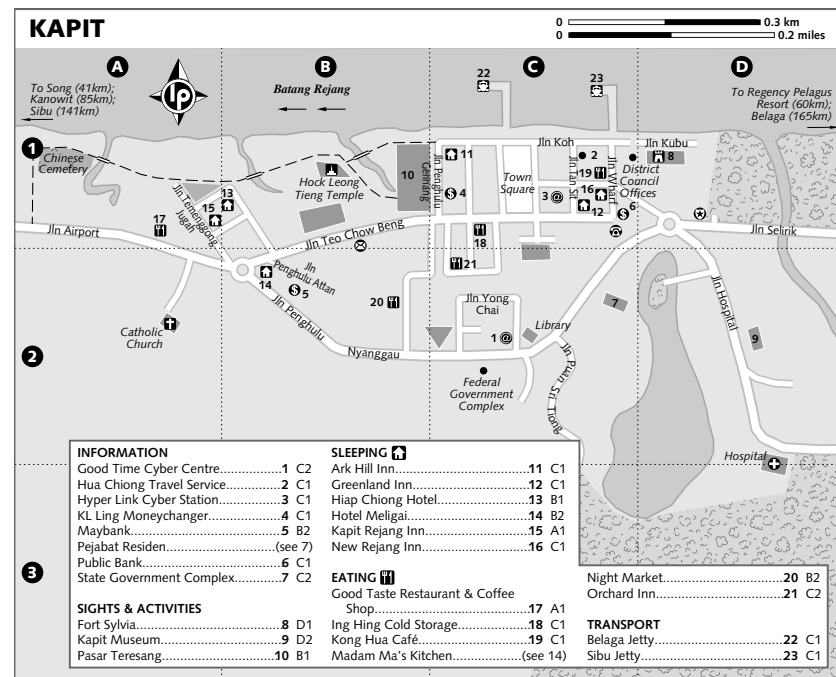 KAPIT
0 0.3 km
0 0.2 miles
A
B
C
D
1
2
3
lp
To Song (41km);
Kanowit (85km);
Sibu (141km)
Batang Rejang
To Regency Pelagus
Resort (60km);
Belaga (165km)
22
23
Chinese
Cemetery
Hock Leong
Tieng Temple
10
Jln Penghulu
Geridang
11
$ 4
Town
Square
3 @
Jln Koh
Jln Tan Sit
2
19
16
12
Jln Wharf
District
Council
Offices
Jln Kubu
8
$ 6
13
15
17
Jln Temenggong
Jugah
Jln Airport
Jln Teo Chow Beng
18
Jln Selirik
14
Jln
Penghulu Attan
$ 5
21
20
Jln Penghulu
Nyanggau
Jln Yong
Chai
1 @
Library
7
Jln Hospital
9
Catholic
Church
Federal
Government
Complex
Jln Puan Sri
Tiong
Hospital
INFORMATION
Good Time Cyber Centre 1 C2
Hua Chiong Travel Service 2 C1
Hyper Link Cyber Station 3 C1
KL Ling Moneychanger 4 C1
Maybank 5 B2
Pejabat Residen (see 7)
Public Bank 6 C1
State Government Complex 7 C2
SIGHTS & ACTIVITIES
Fort Sylvia 8 D1
Kapit Museum 9 D2
Pasar Teresang 10 B1
SLEEPING
Ark Hill Inn 11 C1
Greenland Inn 12 C1
Hiap Chiong Hotel 13 B1
Hotel Meligai 14 B2
Kapit Rejang Inn 15 A1
New Rejang Inn 16 C1
EATING
Good Taste Restaurant & Coffee
Shop 17 A1
Ing Hing Cold Storage 18 C1
Kong Hua Café 19 C1
Madam Ma's Kitchen (see 14)
Night Market 20 B2
Orchard Inn 21 C2
TRANSPORT
Belaga Jetty 22 C1
Sibu Jetty 23 C1